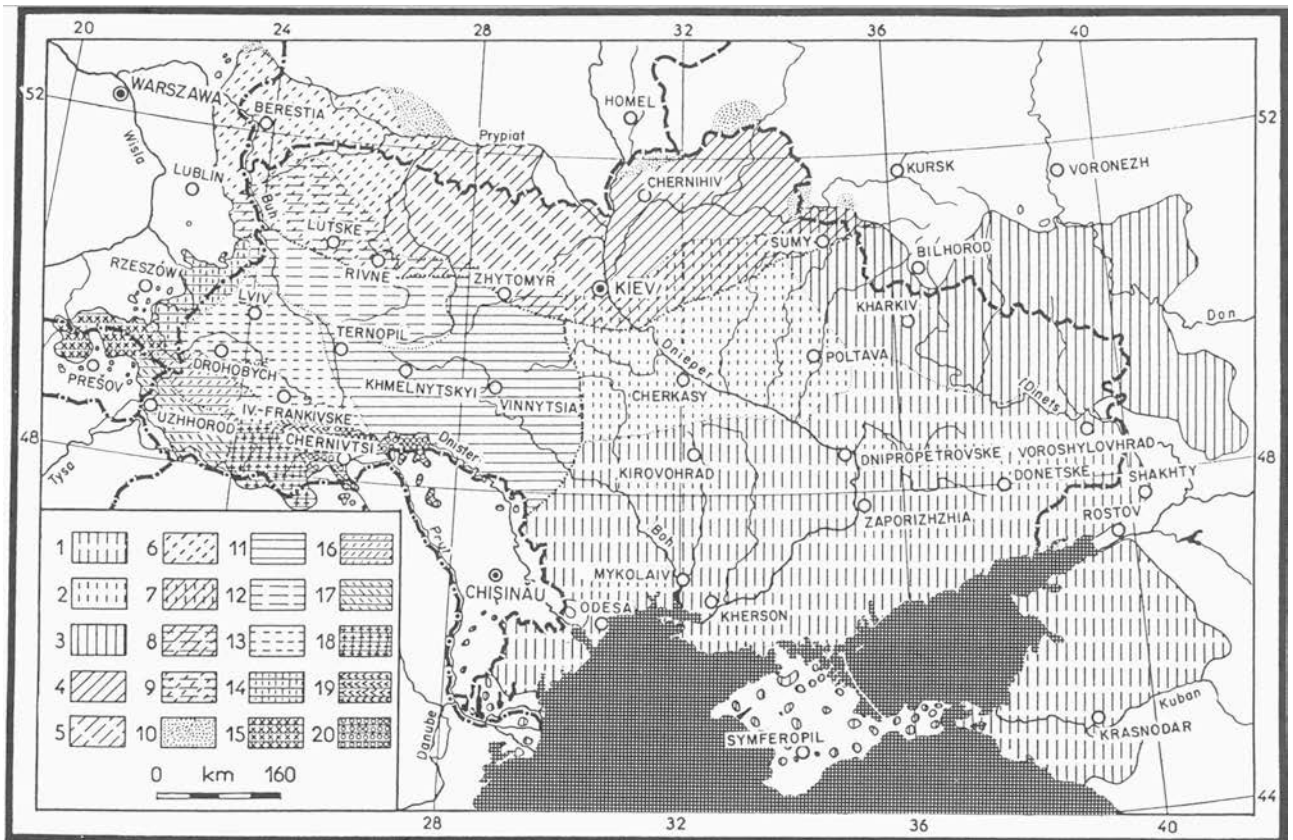 20 24 28 32 36 40
52
WARSZAWA
BERESTIA
HOMEL
Prypiat
52
Wisla
LUBLIN
CHERNIHIV
KURSK
VORONEZH
Buh
LUTSKE
SUMY
BILHOROD
RZESZÓW
RIVNE
ZHYTOMYR
KIEV
LVIV
KHARKIV
TERNOPIL
Don
DROHOBYCH
POLTAVA
Dnieper
PREŠOV
KHMELNYTSKYI
CHERKASY
VINNYTSIA
(Dinets
IV-FRANKIVSKE
UZHHOROD
48
CHERNIVTSI
Dnister
VOROSHYLOVHRAD
48
Tysa
KIROVOHRAD
DNIPROPETROVSKE
DONETSKE
SHAKHTY
ZAPORIZHZHIA
ROSTOV
Prut
Boh
MYKOLAIV
CHIȘINĂU
ODESA
KHERSON
Danube
Kuban
SYMFEROPIL
KRASNODAR
1 6 11 16
2 7 12 17
3 8 13 18
4 9 14 19
5 10 15 20
0 km 160
44
28 32 36 40